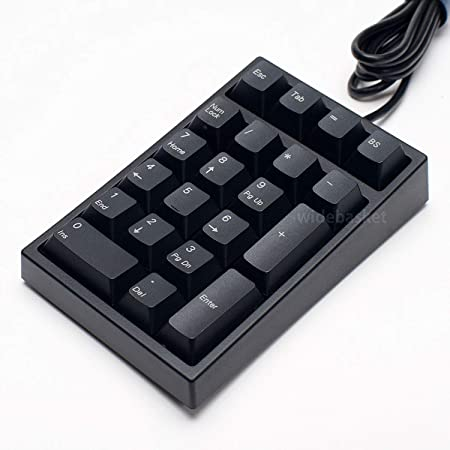 Esc
Tab
=
BS
Num
Lock
/
*
-
7
Home
8
↑
9
Pg Up
+
4
←
6
→
1
End
2
3
Pg Dn
Enter
0
Ins
.
Del
widebasket